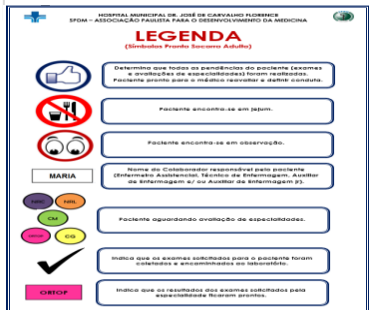 HOSPITAL MUNICIPAL DR. JOSÉ DE CARVALHO FLORENCE
SPDM – ASSOCIAÇÃO PAULISTA PARA O DESENVOLVIMENTO DA MEDICINA
LEGENDA
(Símbolos Pronto Socorro Adulto)
Determina que todas as pendências do paciente (exames
e avaliações de especialidades) foram realizadas.
Paciente pronto para o médico reavaliar e definir conduta.
Paciente encontra-se em jejum.
Paciente encontra-se em observação.
MARIA
Nome do Colaborador responsável pelo paciente
(Enfermeiro Assistencial, Técnico de Enfermagem, Auxiliar
de Enfermagem e/ ou Auxiliar de Enfermagem jr).
CM
ORTOP
CG
Paciente aguardando avaliação de especialidades.
Indica que os exames solicitados para o paciente foram
coletados e encaminhados ao laboratório.
ORTOP
Indica que os resultados dos exames solicitados pela
especialidade ficaram prontos.